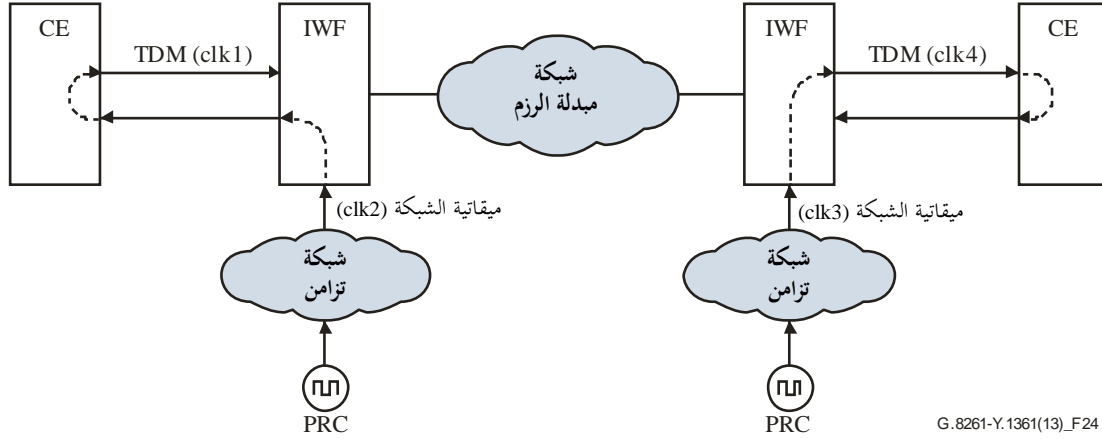 CE
IWF
IWF
CE
TDM (clk1)
TDM (clk4)
شبكة
مبدلة الرزم
ميقاتية الشبكة (clk2)
ميقاتية الشبكة (clk3)
شبكة
تزامن
شبكة
تزامن
PRC
PRC
G.8261-Y.1361(13)_F24